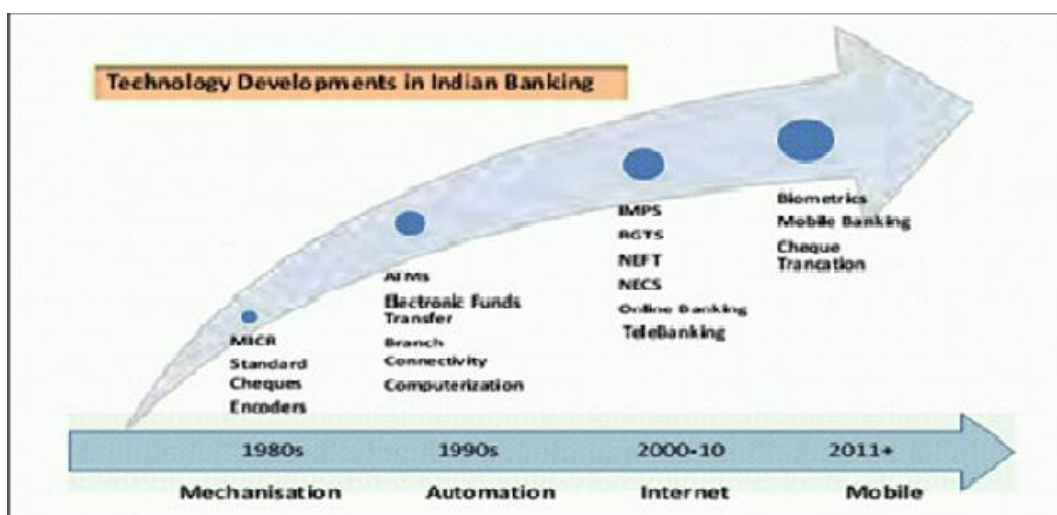 Technology Developments in Indian Banking
MICR
Standard
Cheques
Encoders
ATMs
Electronic Funds
Transfer
Branch
Connectivity
Computerization
IMPS
RGTS
NEFT
NECS
Online Banking
TeleBanking
Biometrics
Mobile Banking
Cheque
Trancation
1980s 1990s 2000-10 2011+
Mechanisation Automation Internet Mobile